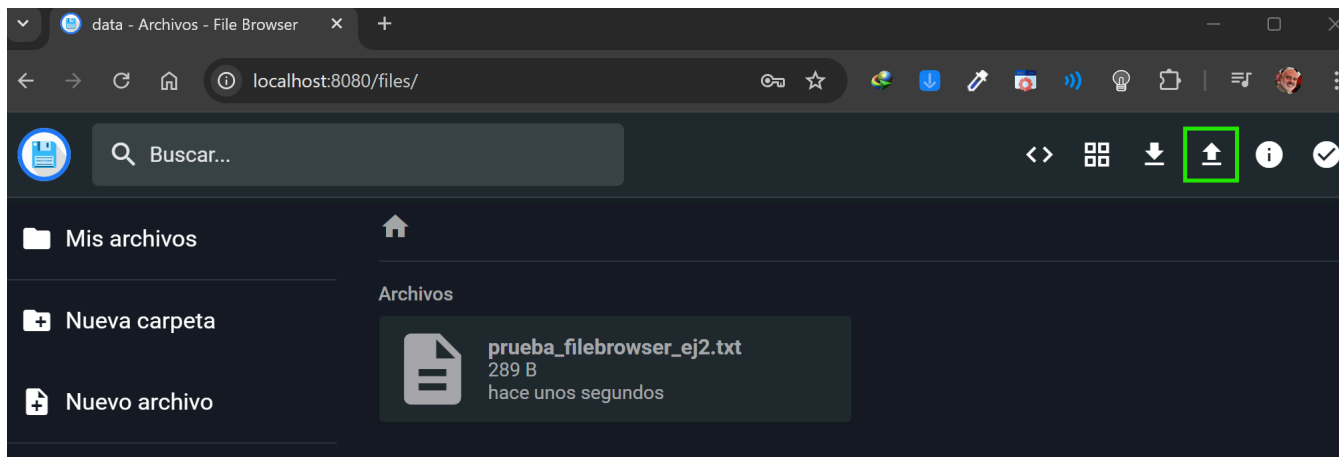 data - Archivos - File Browser
localhost:8080/files/
Buscar...
Mis archivos
Nueva carpeta
Nuevo archivo
Archivos
prueba_filebrowser_ej2.txt
289 B
hace unos segundos